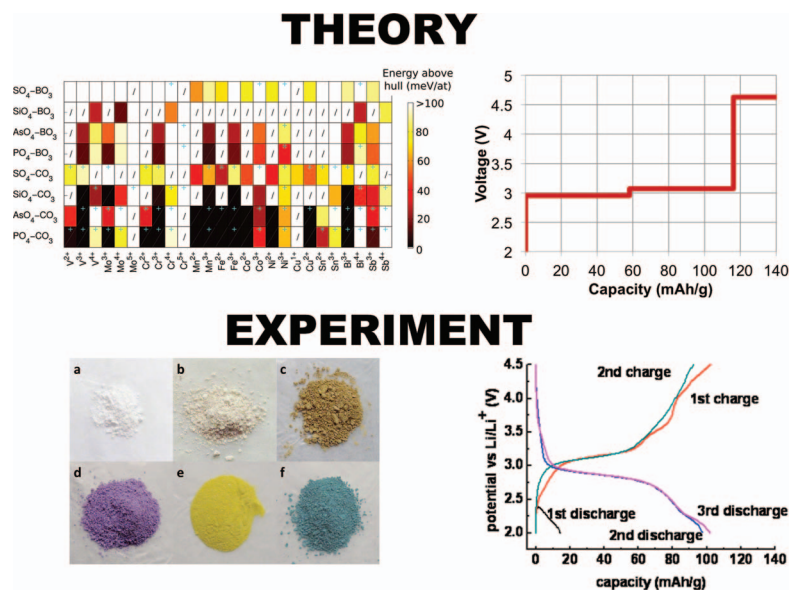 THEORY
Energy above
hull (meV/at)
SO4–BO3
SiO4–BO3
AsO4–BO3
PO4–BO3
SO4–CO3
SiO4–CO3
AsO4–CO3
PO4–CO3
>100
80
60
40
20
0
V2+
V3+
V4+
Mo3+
Mo4+
Mo5+
Cr2+
Cr3+
Cr4+
Cr5+
Mn2+
Mn3+
Fe2+
Fe3+
Co2+
Co3+
Ni2+
Ni3+
Cu1+
Cu2+
Sn2+
Sn3+
Bi3+
Bi4+
Sb3+
Sb4+
Voltage (V)
5
4.5
4
3.5
3
2.5
2
0 20 40 60 80 100 120 140
Capacity (mAh/g)
EXPERIMENT
a b c
d e f
potential vs Li/Li+ (V)
4.5
4.0
3.5
3.0
2.5
2.0
2nd charge
1st charge
1st discharge
3rd discharge
2nd discharge
0 20 40 60 80 100 120 140
capacity (mAh/g)